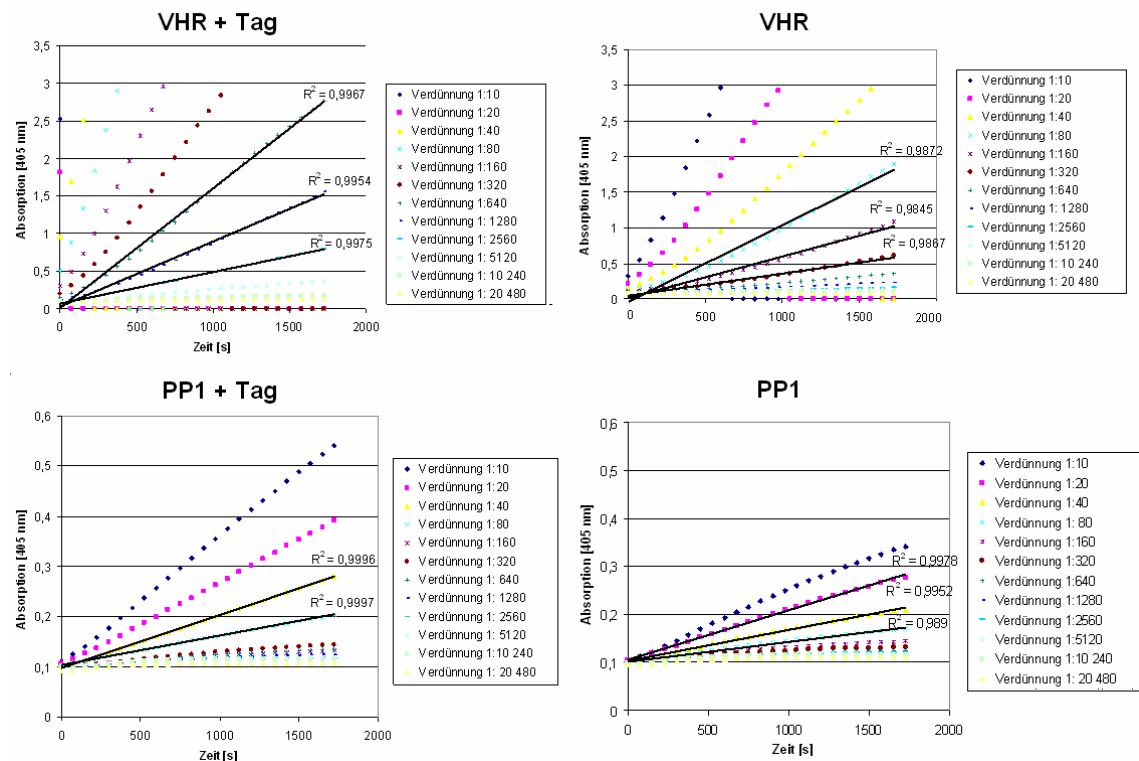 VHR + Tag
3,5
3
2,5
2
1,5
1
0,5
0
0
500
1000
1500
2000
Absorption [405 nm]
Zeit [s]
R² = 0,9967
R² = 0,9954
R² = 0,9975
Verdünnung 1:10
Verdünnung 1:20
Verdünnung 1:40
Verdünnung 1:80
Verdünnung 1:160
Verdünnung 1:320
Verdünnung 1:640
Verdünnung 1: 1280
Verdünnung 1: 2560
Verdünnung 1: 5120
Verdünnung 1: 10 240
Verdünnung 1: 20 480
VHR
3,5
3
2,5
2
1,5
1
0,5
0
0
500
1000
1500
2000
Absorption [405 nm]
Zeit [s]
R² = 0,9872
R² = 0,9845
R² = 0,9867
Verdünnung 1:10
Verdünnung 1:20
Verdünnung 1:40
Verdünnung 1:80
Verdünnung 1:160
Verdünnung 1:320
Verdünnung 1:640
Verdünnung 1: 1280
Verdünnung 1:2560
Verdünnung 1:5120
Verdünnung 1:10 240
Verdünnung 1: 20 480
PP1 + Tag
0,6
0,5
0,4
0,3
0,2
0,1
0
0
500
1000
1500
2000
Absorption [405 nm]
Zeit [s]
R² = 0,9996
R² = 0,9997
Verdünnung 1:10
Verdünnung 1:20
Verdünnung 1:40
Verdünnung 1:80
Verdünnung 1:160
Verdünnung 1:320
Verdünnung 1: 640
Verdünnung 1: 1280
Verdünnung 1: 2560
Verdünnung 1: 5120
Verdünnung 1:10 240
Verdünnung 1: 20 480
PP1
0,6
0,5
0,4
0,3
0,2
0,1
0
0
500
1000
1500
2000
Absorption [405 nm]
Zeit [s]
R² = 0,9978
R² = 0,9952
R² = 0,989
Verdünnung 1:10
Verdünnung 1:20
Verdünnung 1:40
Verdünnung 1: 80
Verdünnung 1: 160
Verdünnung 1:320
Verdünnung 1:640
Verdünnung 1:1280
Verdünnung 1:2560
Verdünnung 1:5120
Verdünnung 1:10 240
Verdünnung 1: 20 480